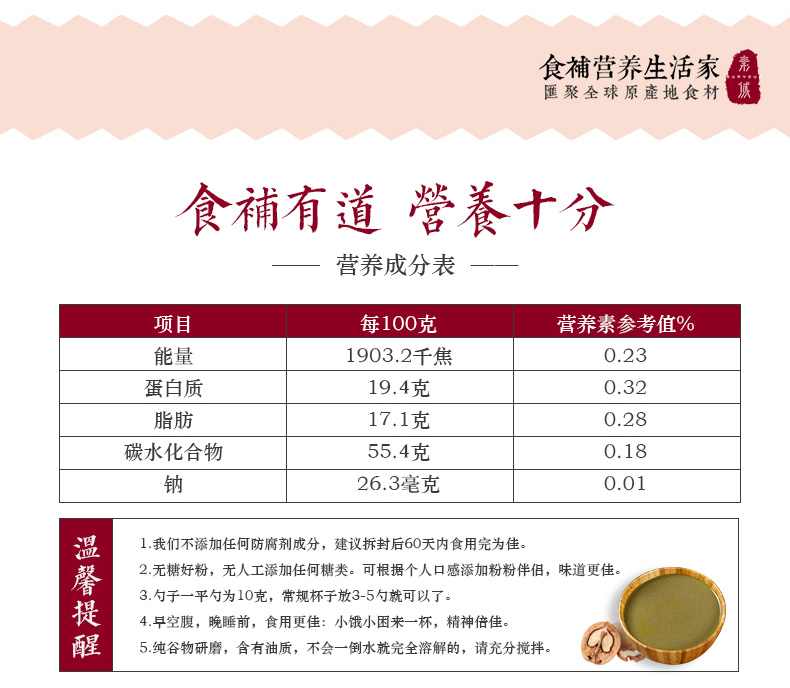 食補营养生活家
匯聚全球原產地食材
食補有道 營養十分
营养成分表
项目 每100克 营养素参考值%
能量 1903.2千焦 0.23
蛋白质 19.4克 0.32
脂肪 17.1克 0.28
碳水化合物 55.4克 0.18
钠 26.3毫克 0.01
溫馨提醒
1.我们不添加任何防腐剂成分，建议拆封后60天内食用完为佳。
2.无糖好粉，无人工添加任何糖类。可根据个人口感添加粉粉伴侣，味道更佳。
3.勺子一平勺为10克，常规杯子放3-5勺就可以了。
4.早空腹，晚睡前，食用更佳：小饿小困来一杯，精神倍佳。
5.纯谷物研磨，含有油质，不会一倒水就完全溶解的，请充分搅拌。